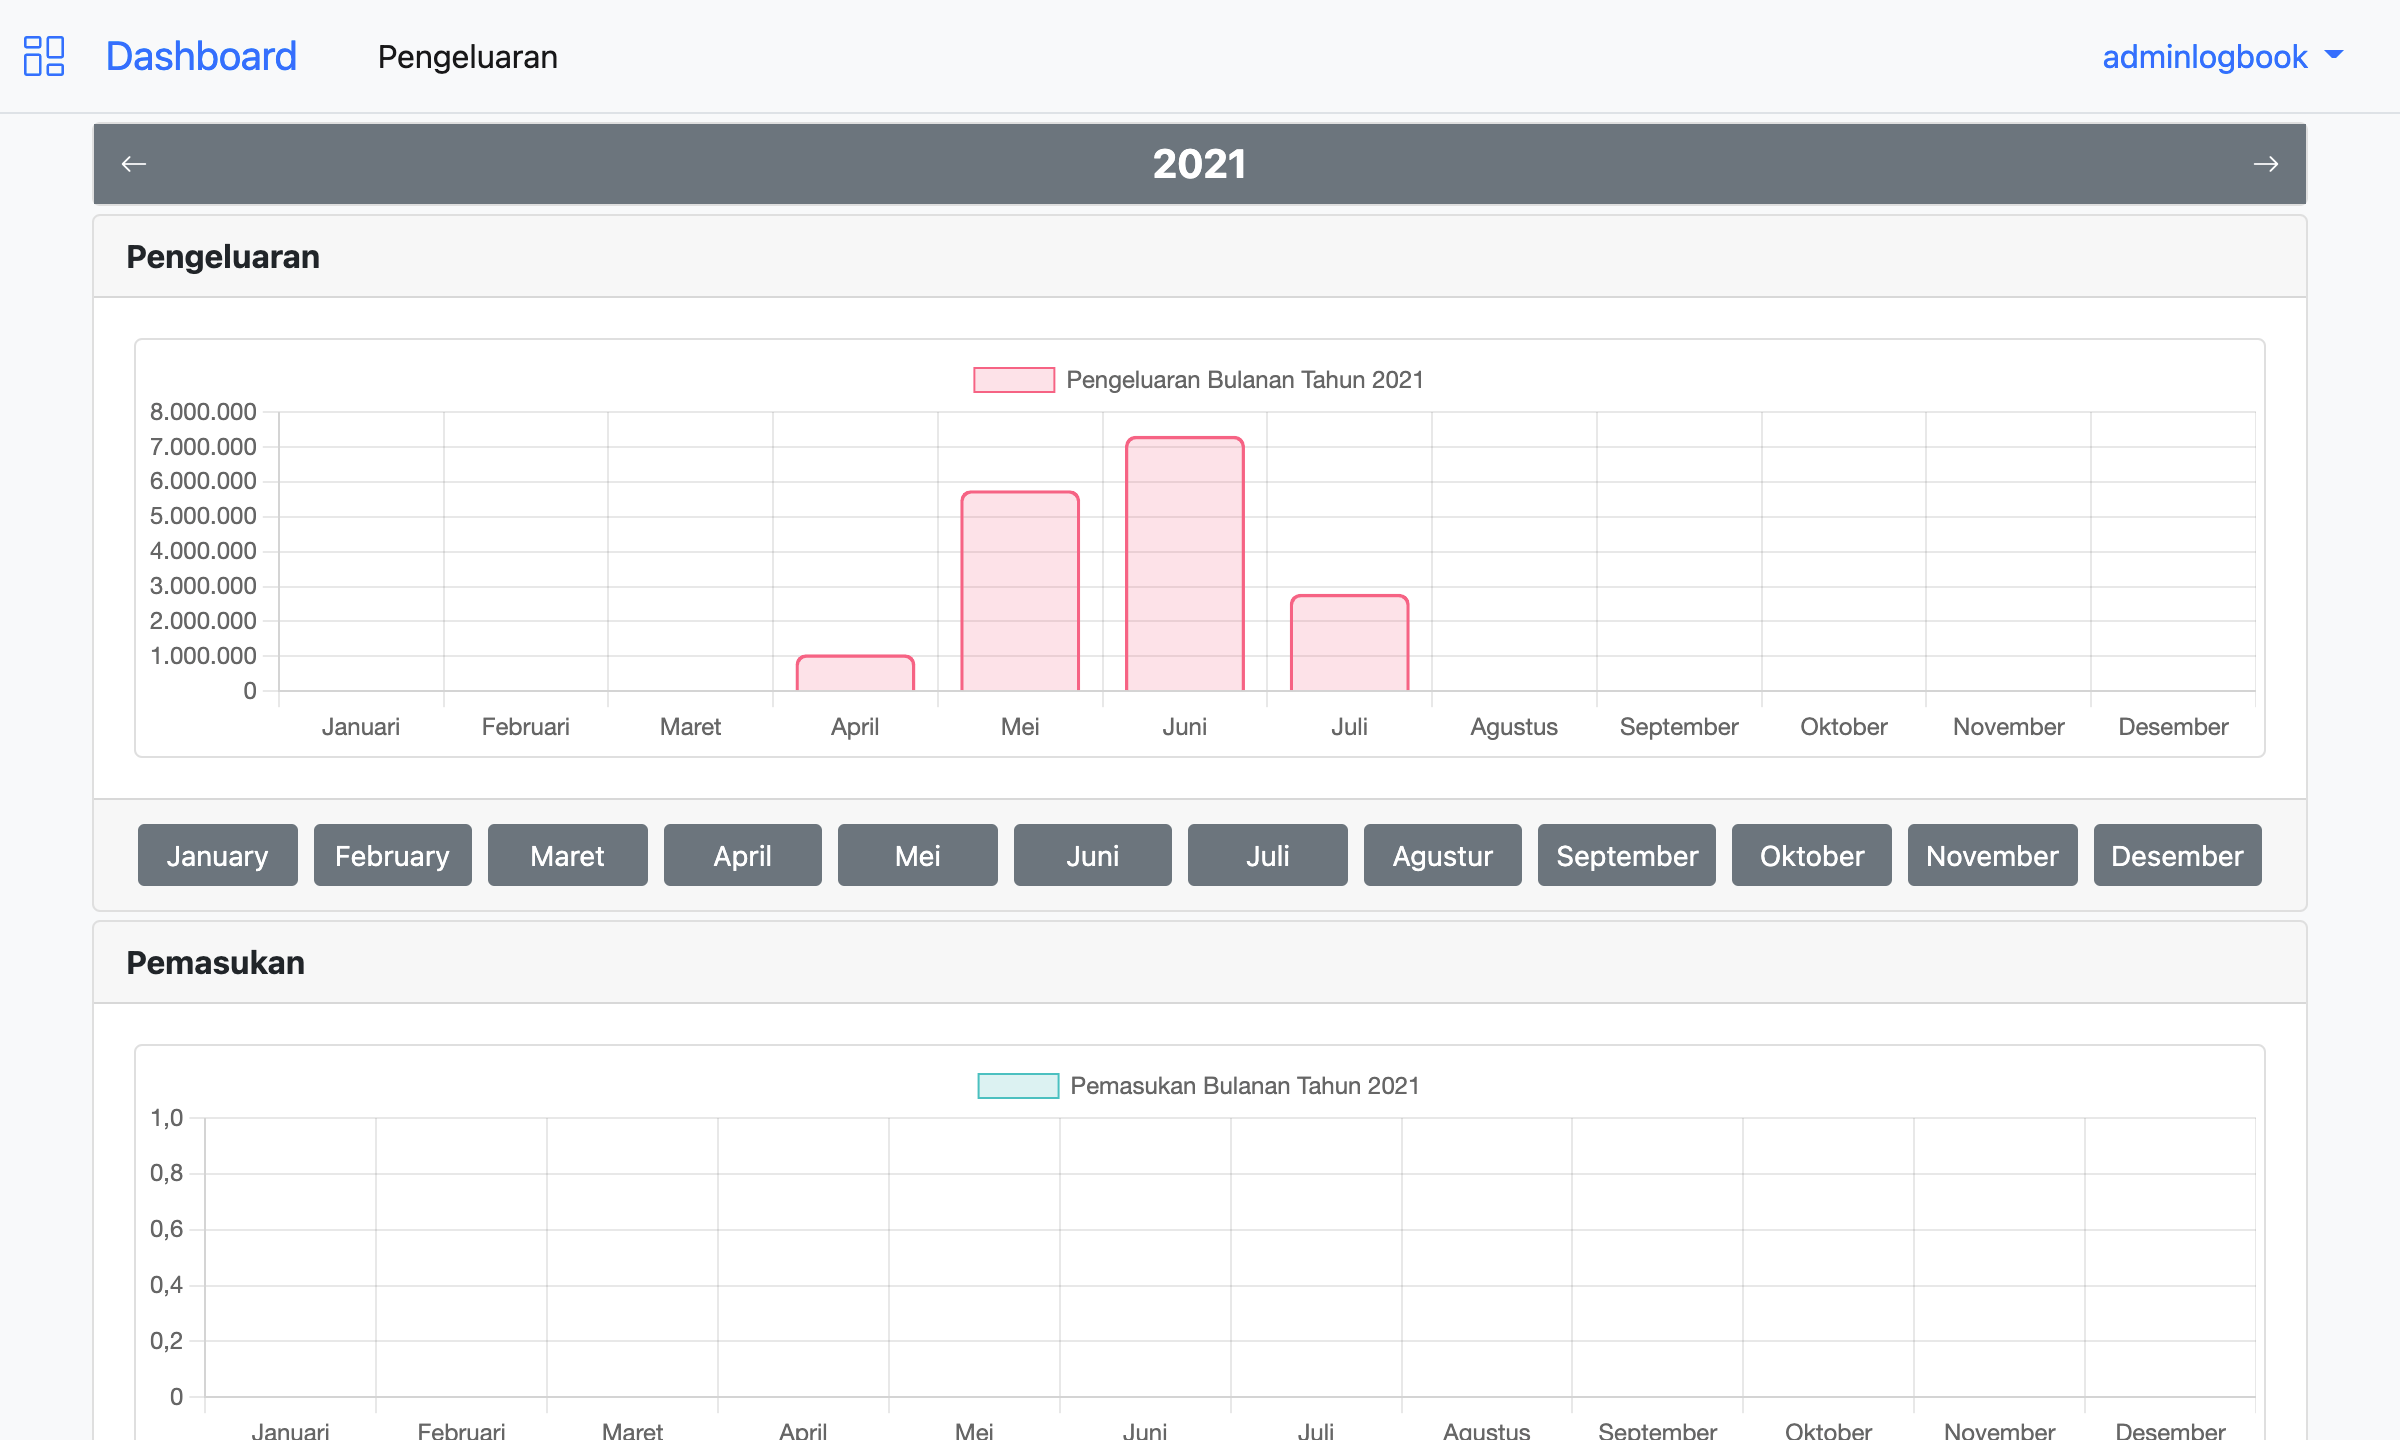 Dashboard Pengeluaran adminlogbook
2021
Pengeluaran
Pengeluaran Bulanan Tahun 2021
8.000.000
7.000.000
6.000.000
5.000.000
4.000.000
3.000.000
2.000.000
1.000.000
0
Januari Februari Maret April Mei Juni Juli Agustus September Oktober November Desember
January February Maret April Mei Juni Juli Agustur September Oktober November Desember
Pemasukan
Pemasukan Bulanan Tahun 2021
1,0
0,8
0,6
0,4
0,2
0
Januari Februari Maret April Mei Juni Juli Agustus September Oktober November Desember